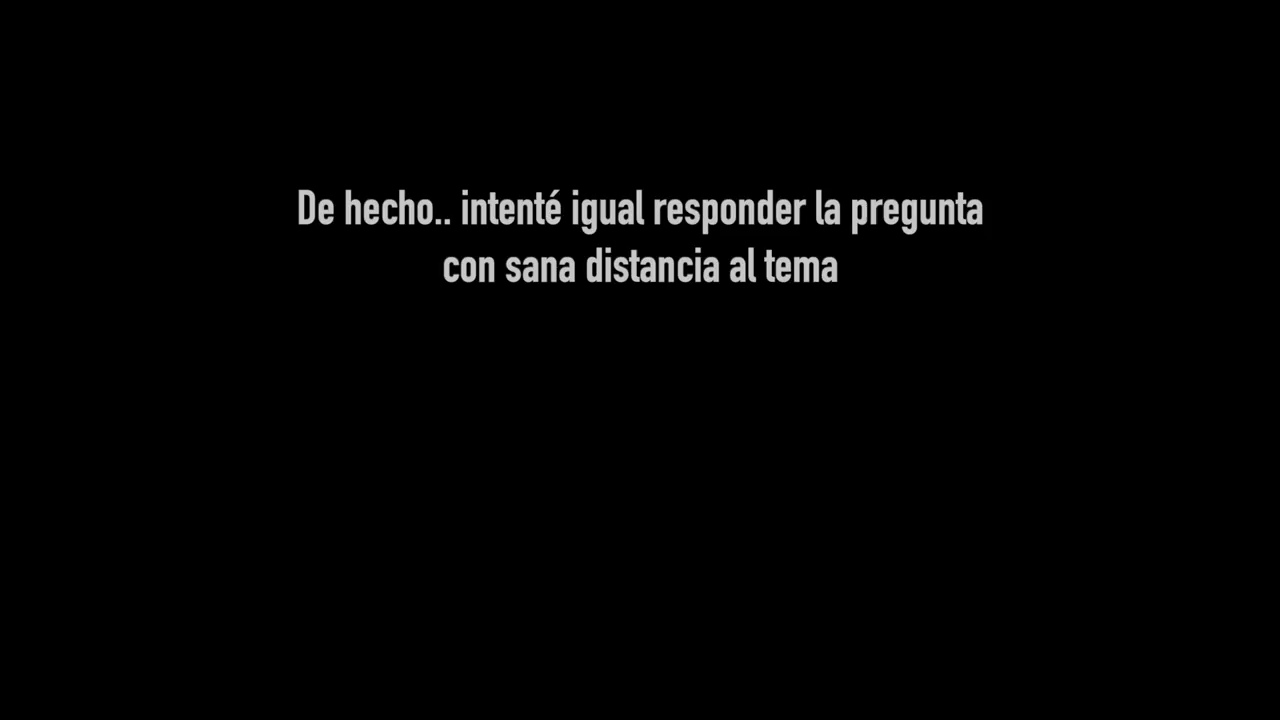 De hecho.. intenté igual responder la pregunta
con sana distancia al tema